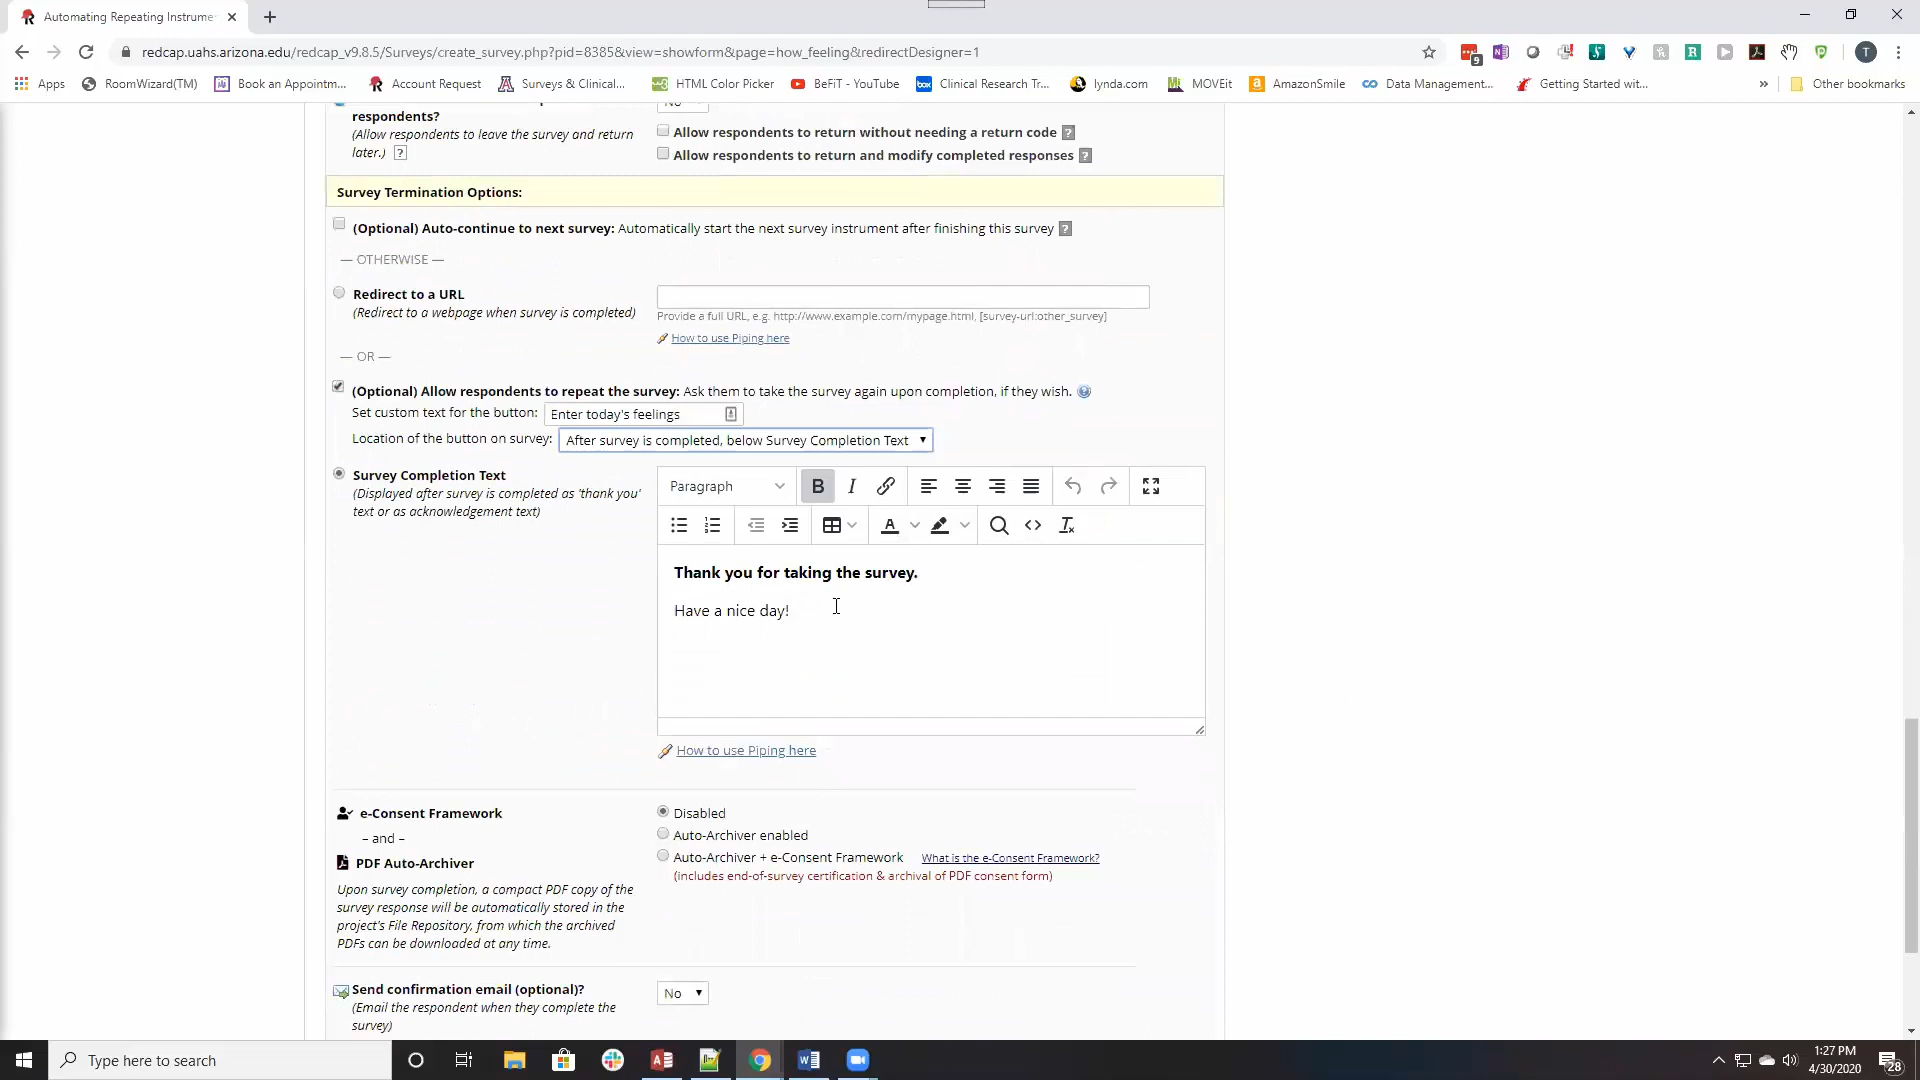 Automating Repeating Instrume
redcap.uahs.arizona.edu/redcap_v9.8.5/Surveys/create_survey.php?pid=8385&view=showform&page=how_feeling&redirectDesigner=1
9
T
Apps
RoomWizard(TM)
Book an Appointm...
Account Request
Surveys & Clinical...
HTML Color Picker
BeFiT - YouTube
Clinical Research Tr...
lynda.com
MOVEit
AmazonSmile
Data Management...
Getting Started wit...
»
Other bookmarks
respondents?
(Allow respondents to leave the survey and return
later.) ?
No
Allow respondents to return without needing a return code ?
Allow respondents to return and modify completed responses ?
Survey Termination Options:
(Optional) Auto-continue to next survey: Automatically start the next survey instrument after finishing this survey ?
— OTHERWISE —
Redirect to a URL
(Redirect to a webpage when survey is completed)
Provide a full URL, e.g. http://www.example.com/mypage.html, [survey-url:other_survey]
How to use Piping here
— OR —
(Optional) Allow respondents to repeat the survey: Ask them to take the survey again upon completion, if they wish. ?
Set custom text for the button: Enter today's feelings
Location of the button on survey: After survey is completed, below Survey Completion Text
Survey Completion Text
(Displayed after survey is completed as 'thank you'
text or as acknowledgement text)
Paragraph
Thank you for taking the survey.
Have a nice day!
How to use Piping here
e-Consent Framework
– and –
PDF Auto-Archiver
Upon survey completion, a compact PDF copy of the
survey response will be automatically stored in the
project's File Repository, from which the archived
PDFs can be downloaded at any time.
Disabled
Auto-Archiver enabled
Auto-Archiver + e-Consent Framework What is the e-Consent Framework?
(includes end-of-survey certification & archival of PDF consent form)
Send confirmation email (optional)?
(Email the respondent when they complete the
survey)
No
Type here to search
1:27 PM
4/30/2020
28